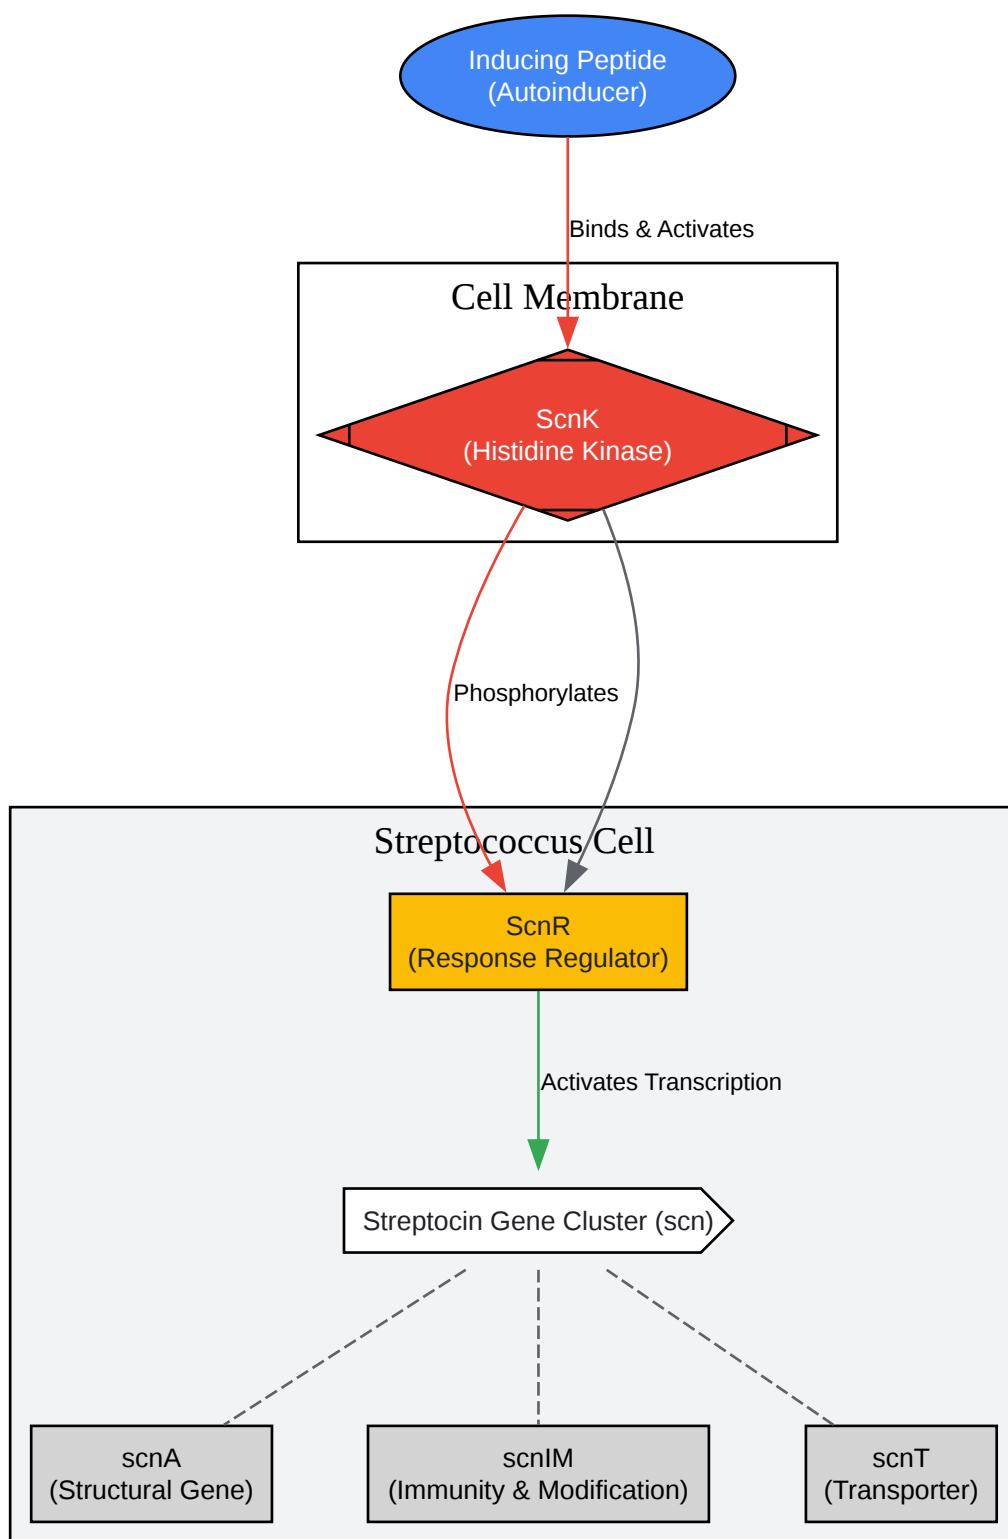 Inducing Peptide
(Autoinducer)
Binds & Activates
Cell Membrane
ScnK
(Histidine Kinase)
Phosphorylates
Streptococcus Cell
ScnR
(Response Regulator)
Activates Transcription
Streptocin Gene Cluster (scn)
scnA
(Structural Gene)
scnIM
(Immunity & Modification)
scnT
(Transporter)